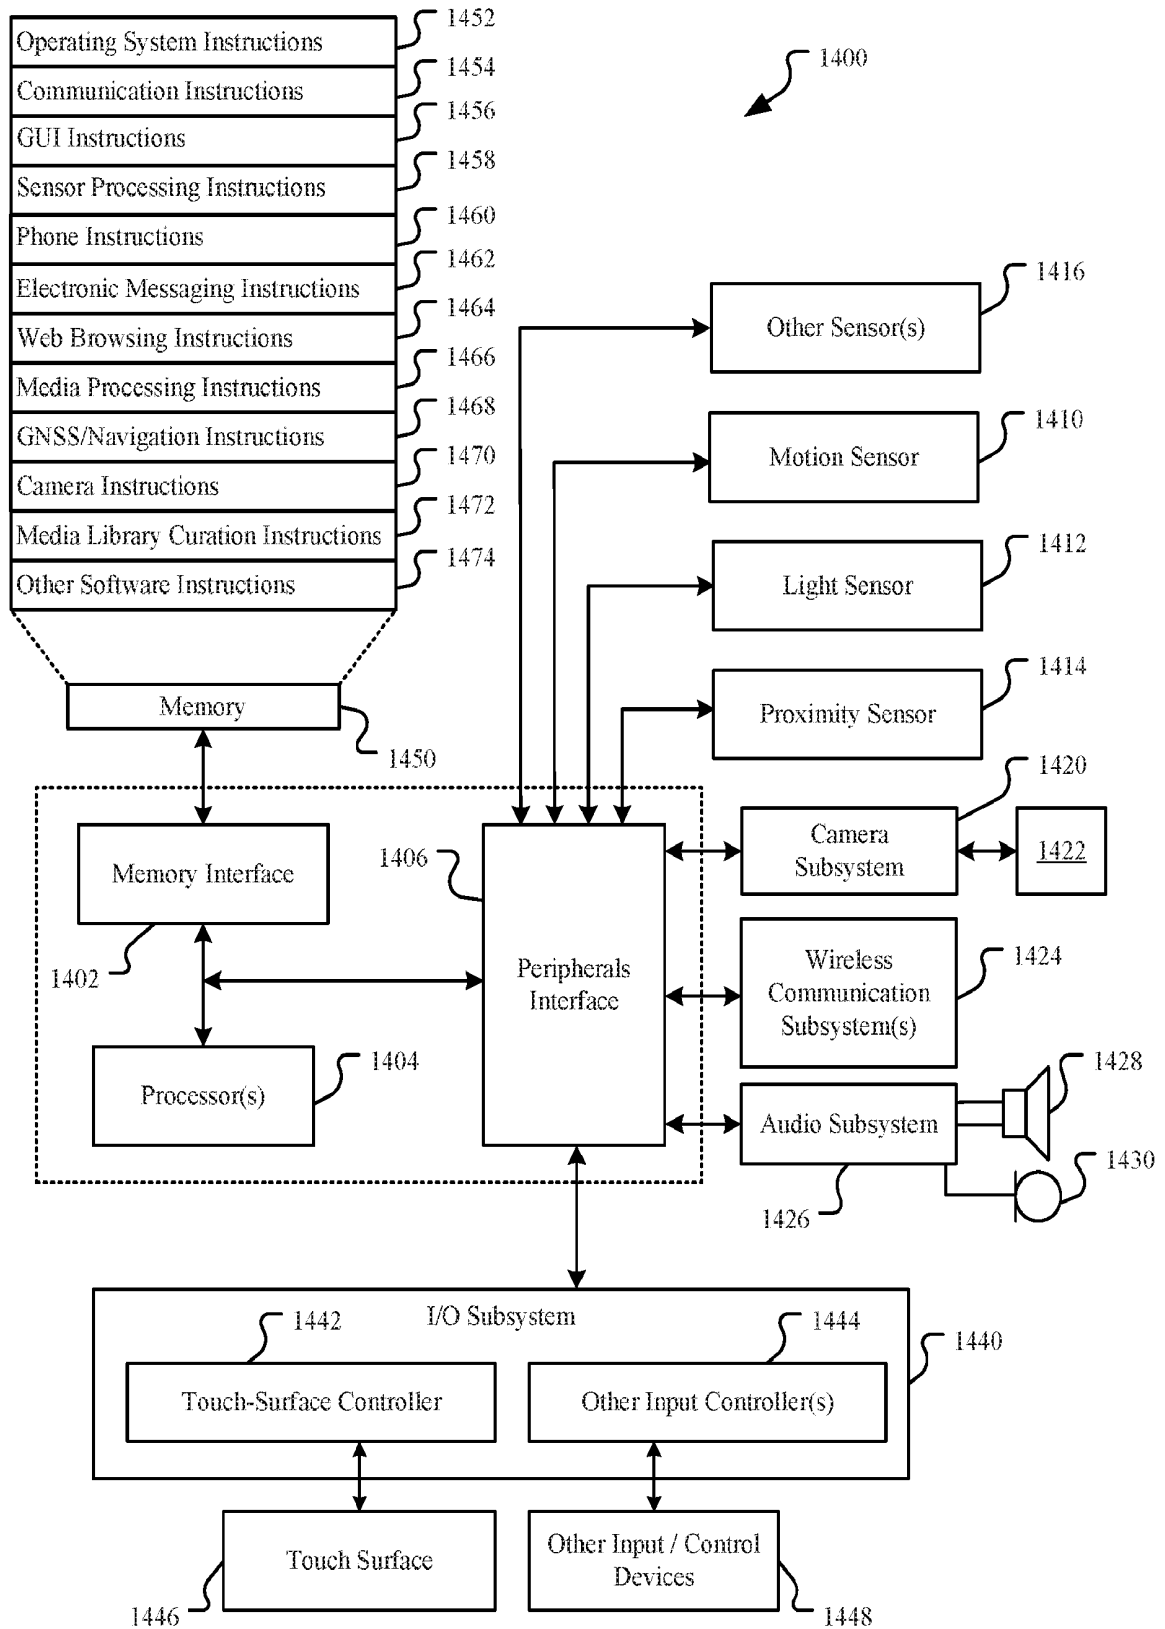 1452
Operating System Instructions
1454
Communication Instructions
1456
GUI Instructions
1458
Sensor Processing Instructions
1460
Phone Instructions
1462
Electronic Messaging Instructions
1464
Web Browsing Instructions
1466
Media Processing Instructions
1468
GNSS/Navigation Instructions
1470
Camera Instructions
1472
Media Library Curation Instructions
1474
Other Software Instructions
Memory
1450
1400
1416
Other Sensor(s)
1410
Motion Sensor
1412
Light Sensor
1414
Proximity Sensor
1420
Camera
Subsystem
1422
Memory Interface
1402
1406
Peripherals
Interface
Processor(s)
1404
Wireless
Communication
Subsystem(s)
1424
Audio Subsystem
1428
1430
1426
I/O Subsystem
1442
1444
1440
Touch-Surface Controller
Other Input Controller(s)
Touch Surface
1446
Other Input / Control
Devices
1448